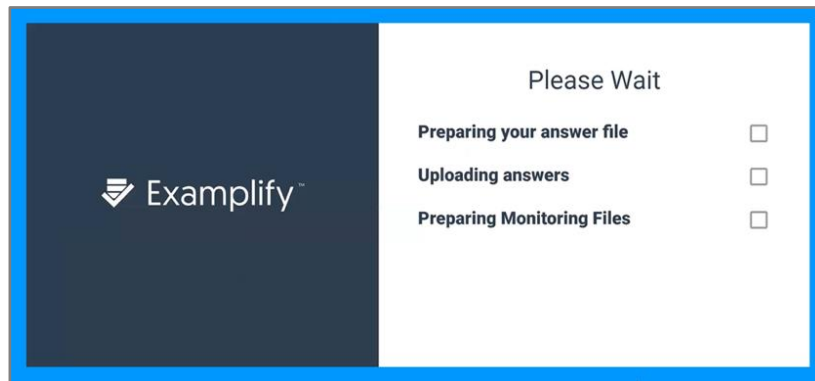 Examplify™
Please Wait
Preparing your answer file
Uploading answers
Preparing Monitoring Files